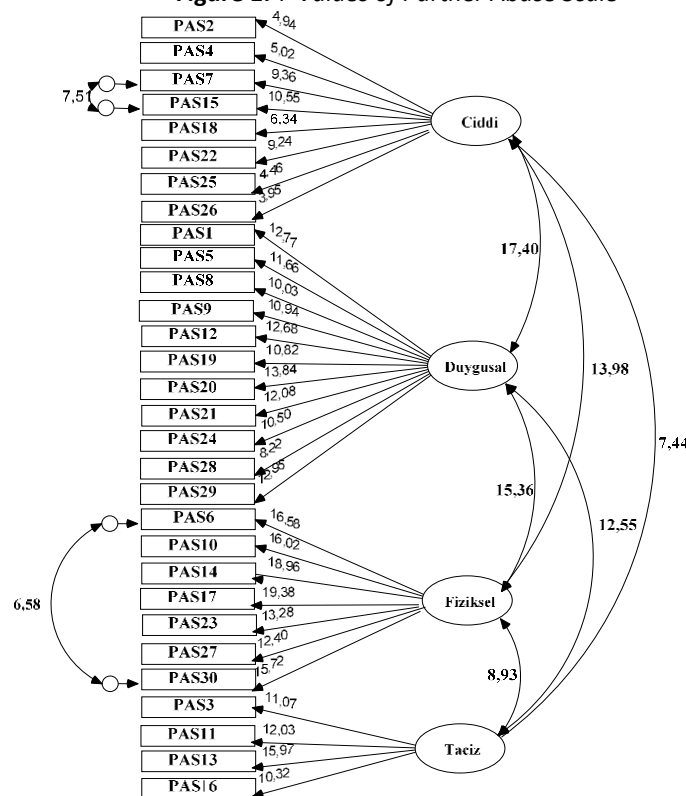 Values of Partner Abuse Scale
PAS2
4,94
PAS4
5,02
PAS7
9,36
7,51
PAS15
10,55
Ciddi
PAS18
6,34
PAS22
9,24
PAS25
4,46
PAS26
3,95
PAS1
12,77
17,40
PAS5
11,66
PAS8
10,03
PAS9
10,94
PAS12
12,68
PAS19
10,82
Duygusal
13,98
PAS20
13,84
PAS21
12,08
PAS24
10,50
7,44
PAS28
8,22
PAS29
12,95
15,36
PAS6
16,58
12,55
PAS10
16,02
PAS14
18,96
PAS17
19,38
Fiziksel
6,58
PAS23
13,28
PAS27
12,40
PAS30
15,72
8,93
PAS3
11,07
PAS11
12,03
Taciz
PAS13
15,97
PAS16
10,32